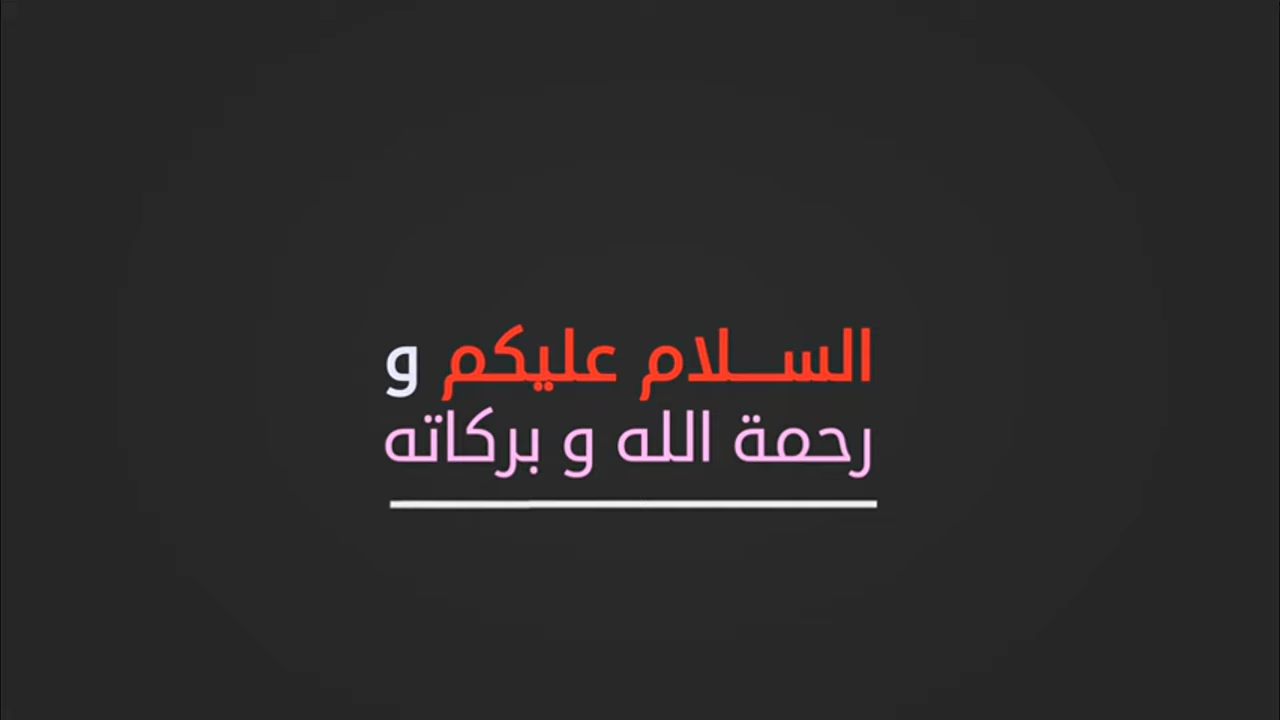 السـلام عليكم و
رحمة الله و بركاته